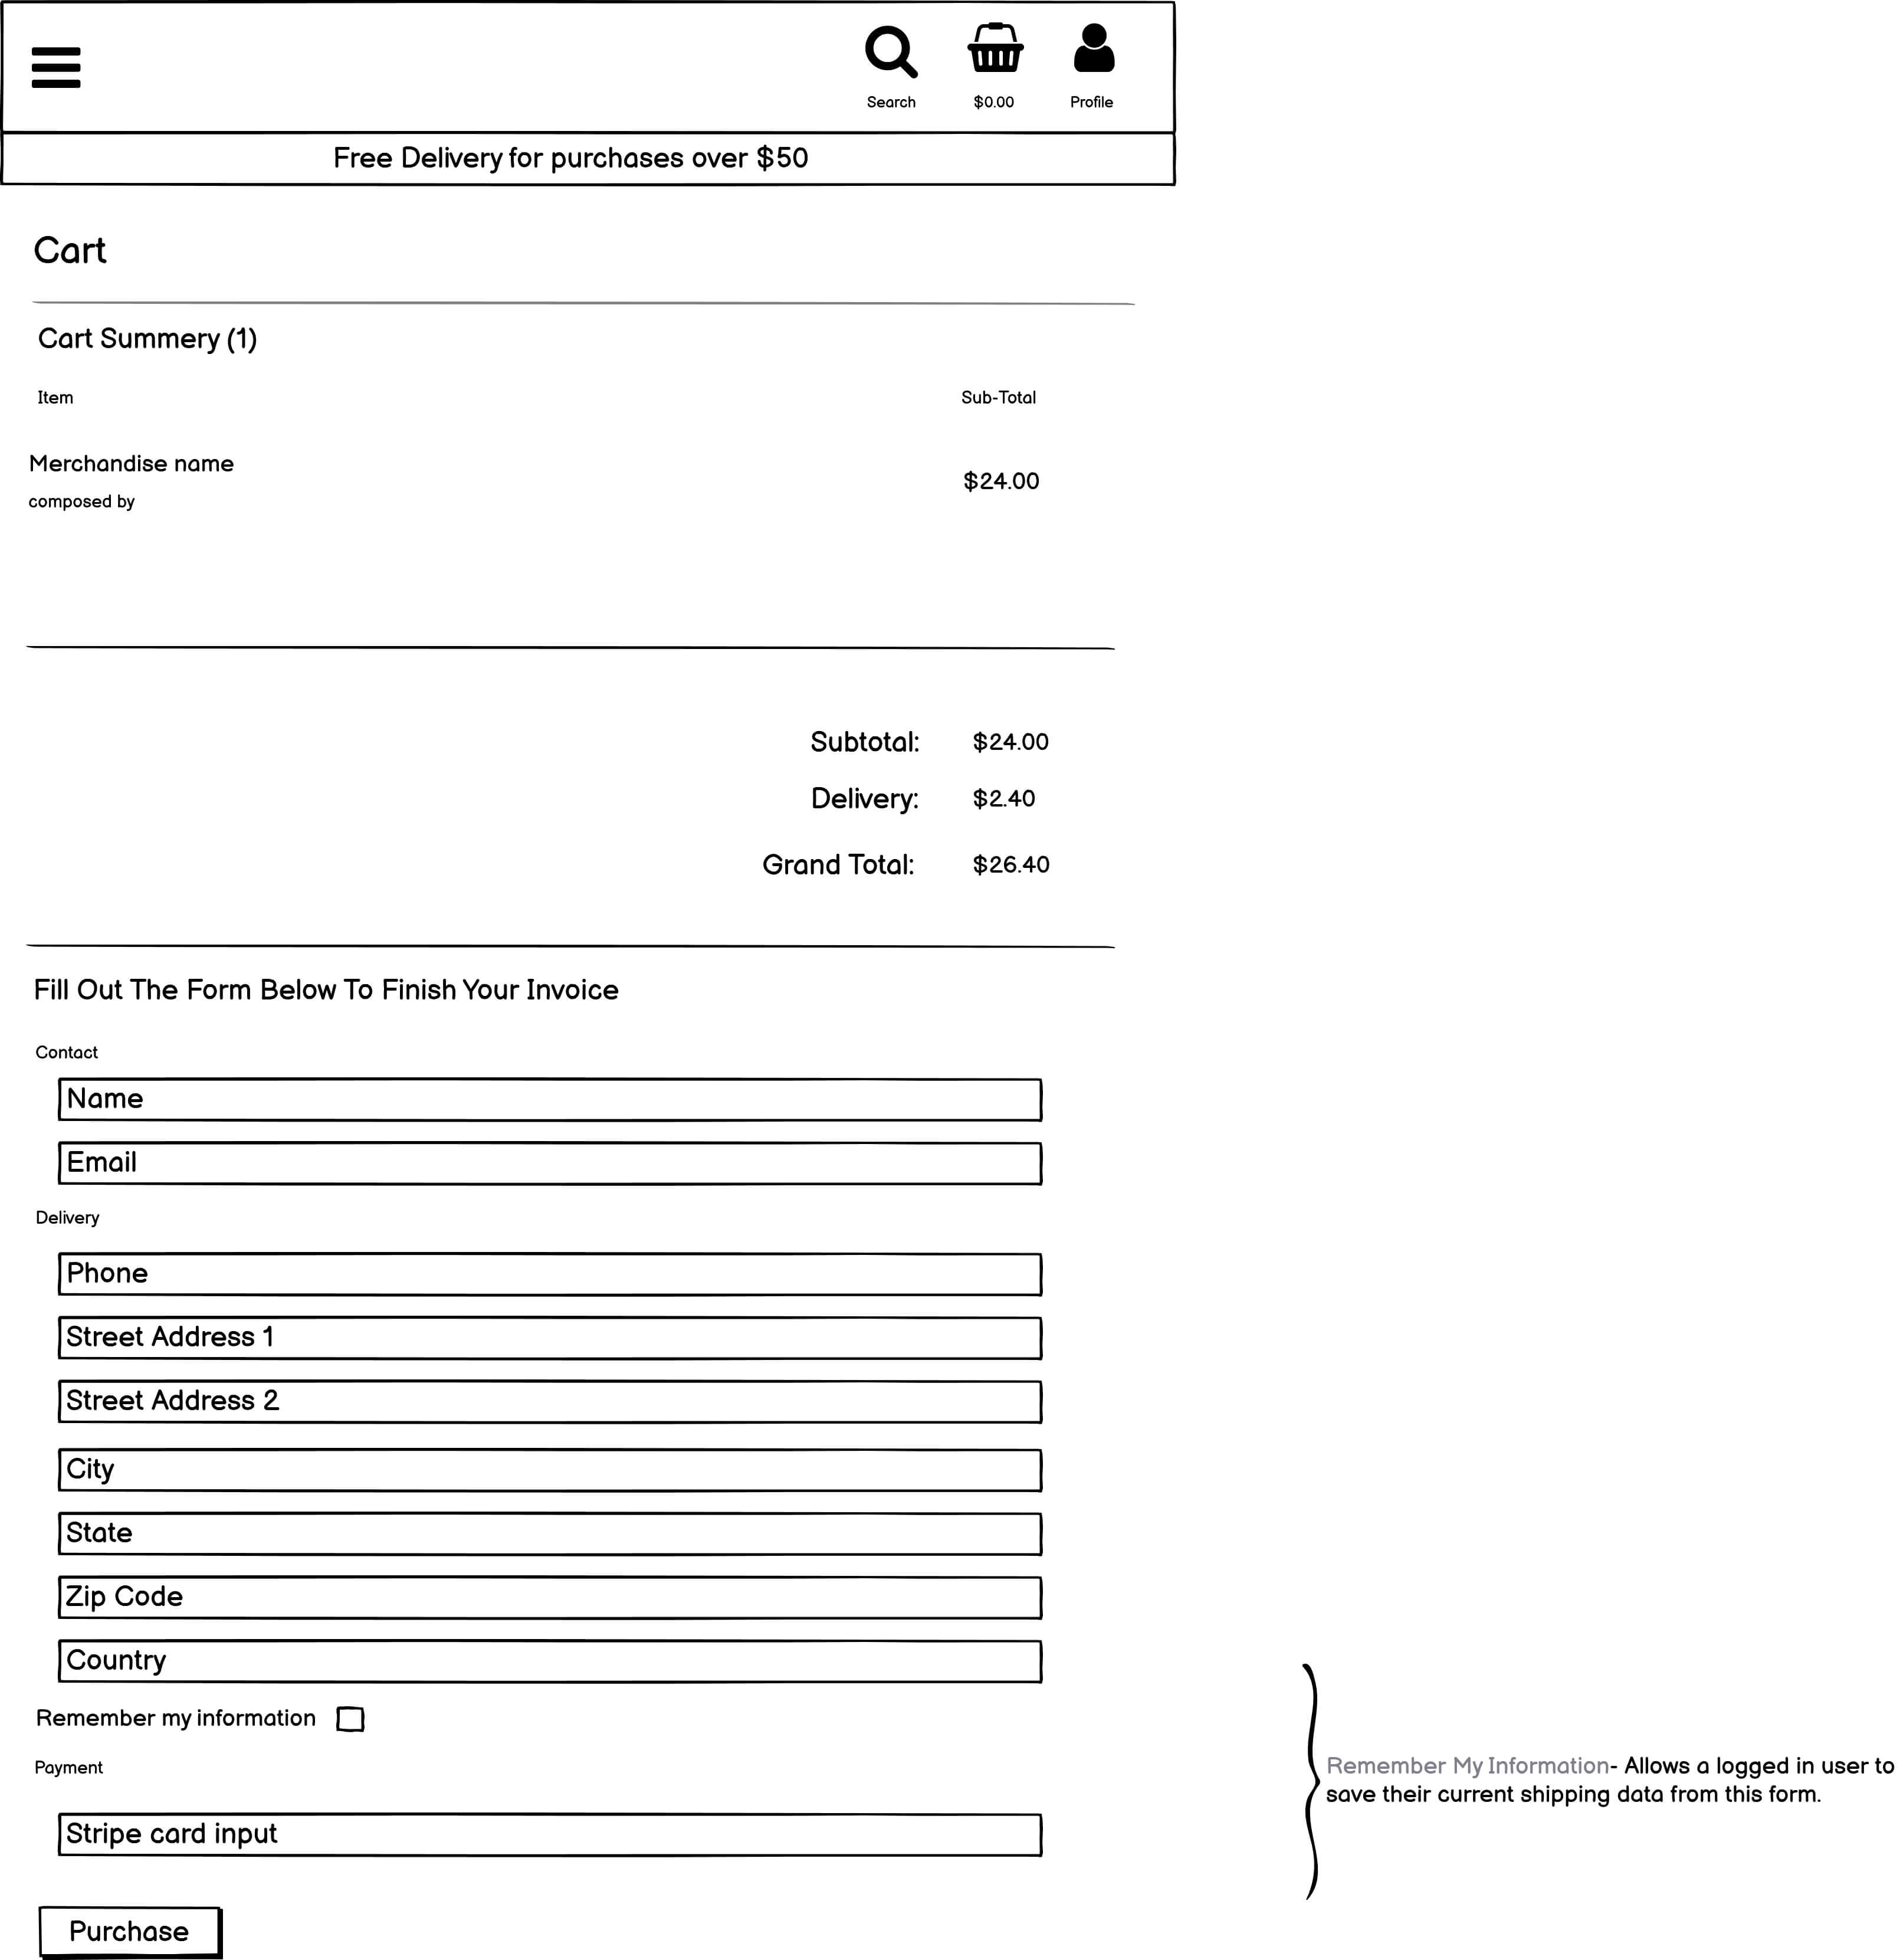 Search $0.00 Profile
Free Delivery for purchases over $50
Cart
Cart Summery (1)
Item Sub-Total
Merchandise name
$24.00
composed by
Subtotal: $24.00
Delivery: $2.40
Grand Total: $26.40
Fill Out The Form Below To Finish Your Invoice
Contact
Name
Email
Delivery
Phone
Street Address 1
Street Address 2
City
State
Zip Code
Country
Remember my information
Payment
Stripe card input
Purchase
Remember My Information- Allows a logged in user to
save their current shipping data from this form.